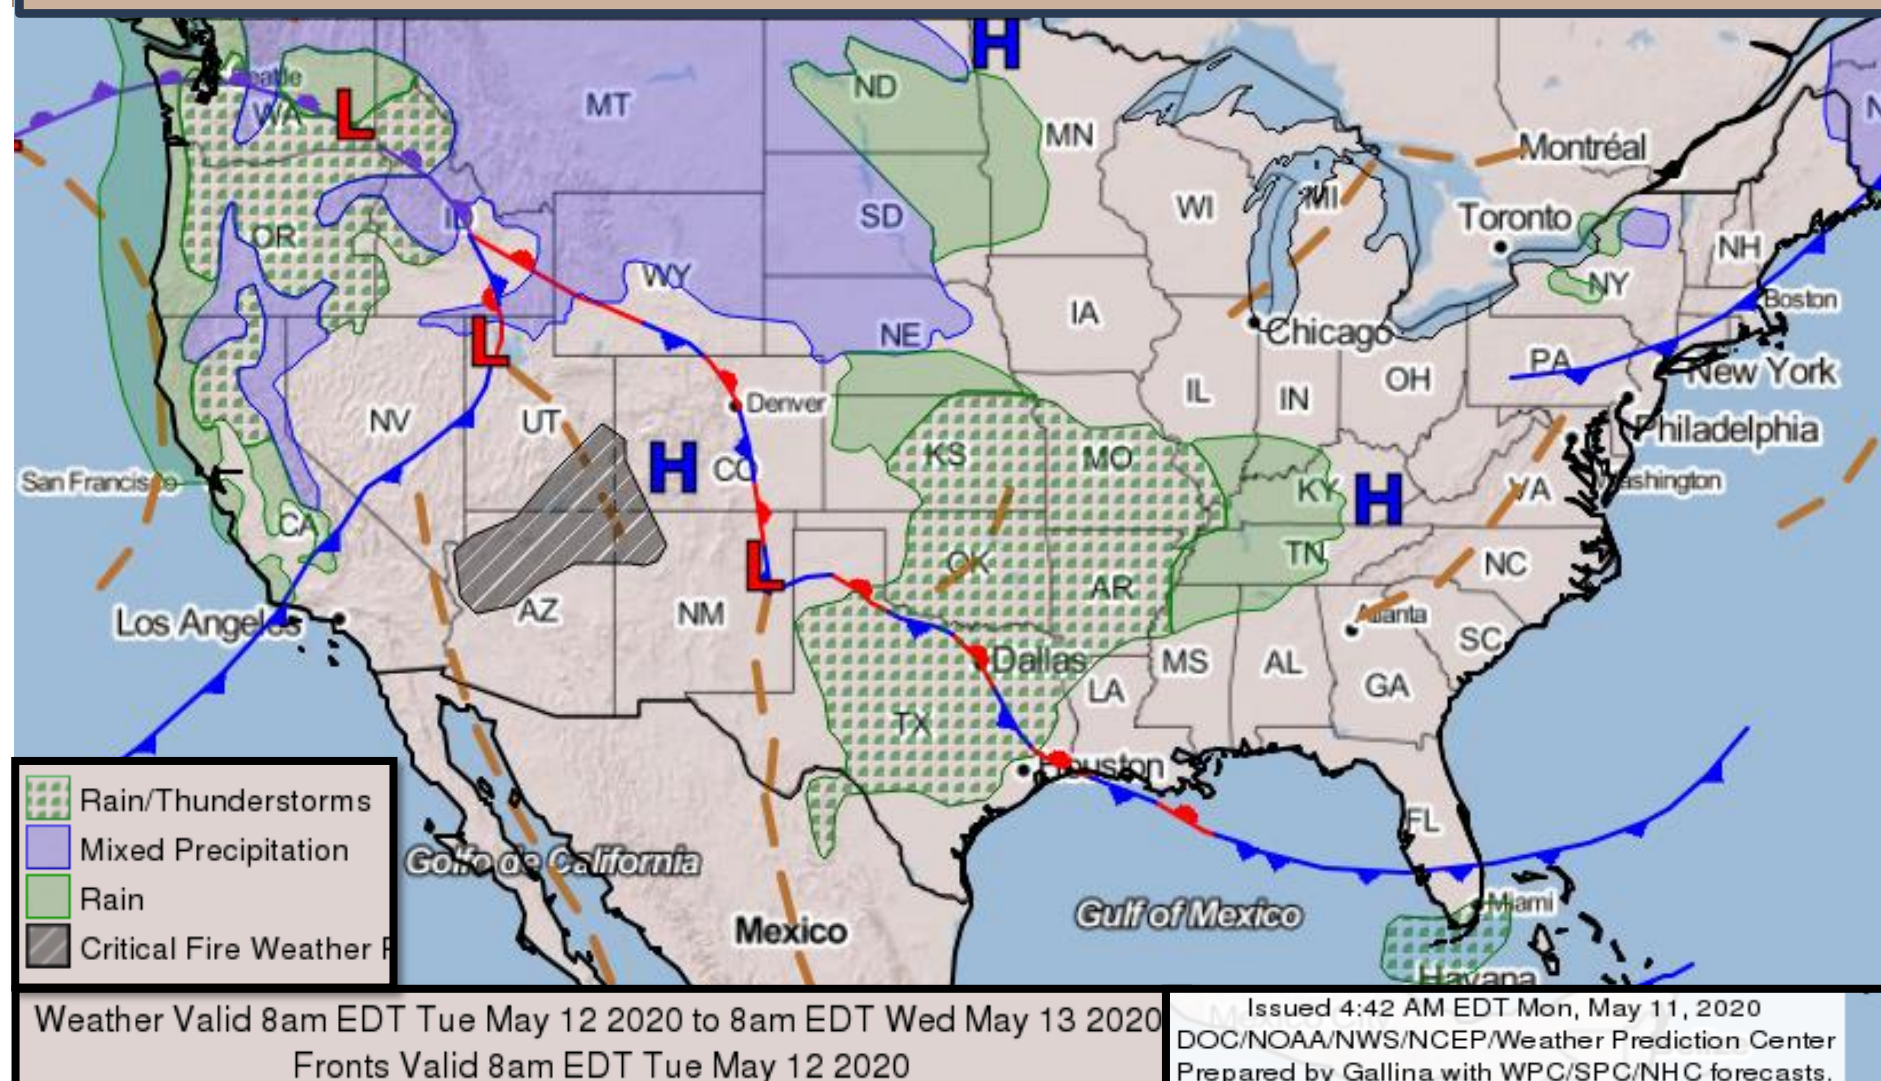 H
Seattle
ND
MT
WA
L
MN
Montréal
WI
MI
ID
SD
Toronto
OR
NH
WY
NY
Boston
IA
NE
Chicago
L
PA
New York
OH
IL
IN
Denver
NV
UT
Philadelphia
KS
MO
H
CO
San Francisco
KY
H
VA
Washington
CA
OK
TN
NC
L
AR
AZ
NM
Atlanta
Los Angeles
SC
Dallas
MS
AL
LA
GA
TX
Houston
Rain/Thunderstorms
FL
Mixed Precipitation
Golfo de California
Rain
Miami
Gulf of Mexico
Mexico
Critical Fire Weather
Havana
Weather Valid 8am EDT Tue May 12 2020 to 8am EDT Wed May 13 2020
Fronts Valid 8am EDT Tue May 12 2020
Issued 4:42 AM EDT Mon, May 11, 2020
DOC/NOAA/NWS/NCEP/Weather Prediction Center
Prepared by Gallina with WPC/SPC/NHC forecasts.